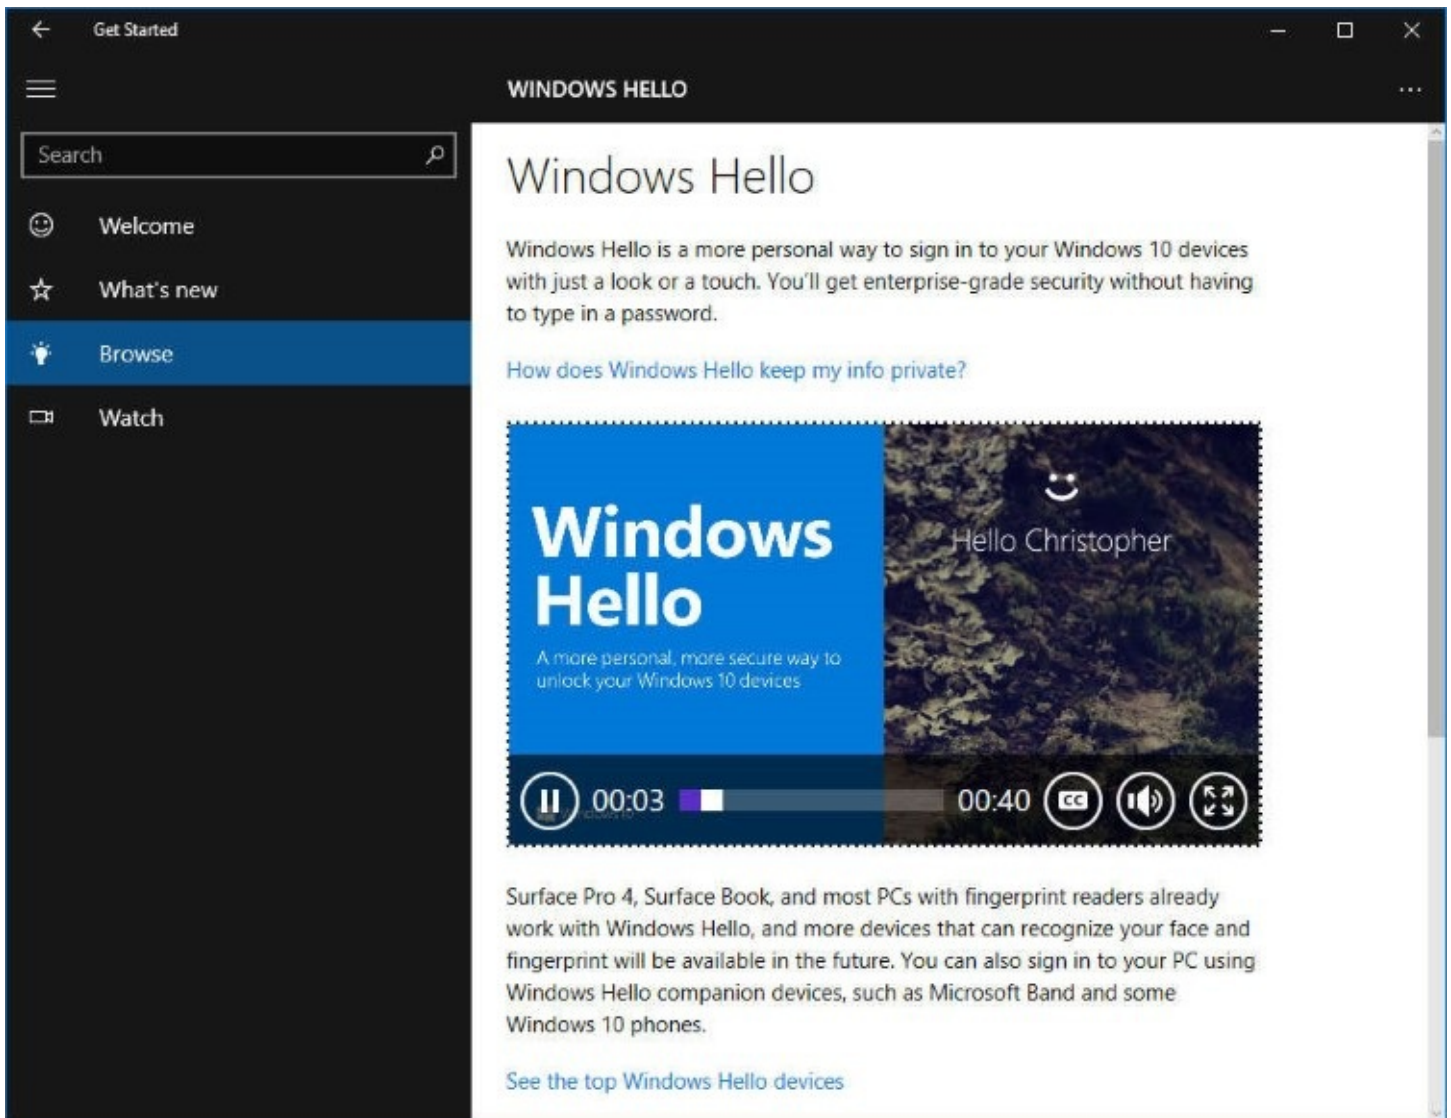 Get Started
WINDOWS HELLO
Search
Welcome
What's new
Browse
Watch
Windows Hello
Windows Hello is a more personal way to sign in to your Windows 10 devices
with just a look or a touch. You'll get enterprise-grade security without having
to type in a password.
How does Windows Hello keep my info private?
Windows
Hello
A more personal, more secure way to
unlock your Windows 10 devices
Hello Christopher
00:03
00:40
CC
Windows 10
Surface Pro 4, Surface Book, and most PCs with fingerprint readers already
work with Windows Hello, and more devices that can recognize your face and
fingerprint will be available in the future. You can also sign in to your PC using
Windows Hello companion devices, such as Microsoft Band and some
Windows 10 phones.
See the top Windows Hello devices